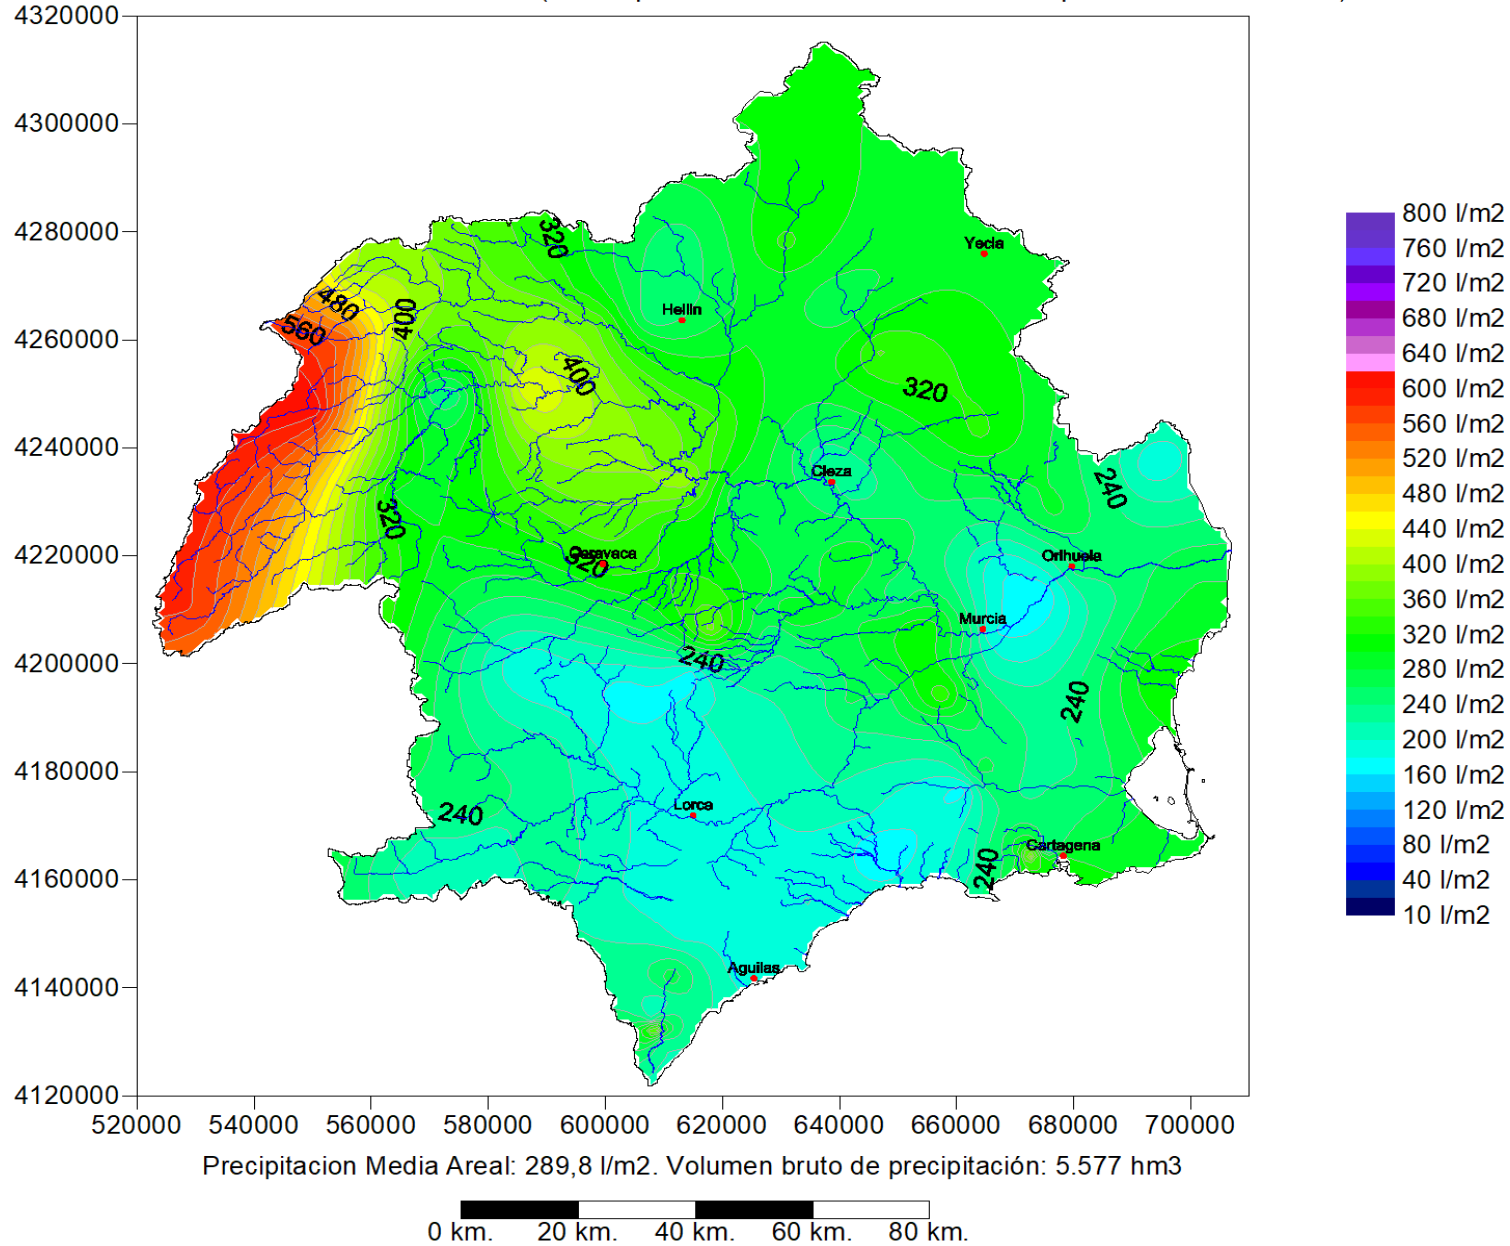 4320000
4300000
4280000
4260000
4240000
4220000
4200000
4180000
4160000
4140000
4120000
520000 540000 560000 580000 600000 620000 640000 660000 680000 700000
320
Yecla
480
560
400
Hellin
400
320
Cieza
240
320
Caravaca
320
Orihuela
Murcia
240
240
240
Lorca
Cartagena
240
Aguilas
800 l/m2
760 l/m2
720 l/m2
680 l/m2
640 l/m2
600 l/m2
560 l/m2
520 l/m2
480 l/m2
440 l/m2
400 l/m2
360 l/m2
320 l/m2
280 l/m2
240 l/m2
200 l/m2
160 l/m2
120 l/m2
80 l/m2
40 l/m2
10 l/m2
Precipitacion Media Areal: 289,8 l/m2. Volumen bruto de precipitación: 5.577 hm3
0 km. 20 km. 40 km. 60 km. 80 km.